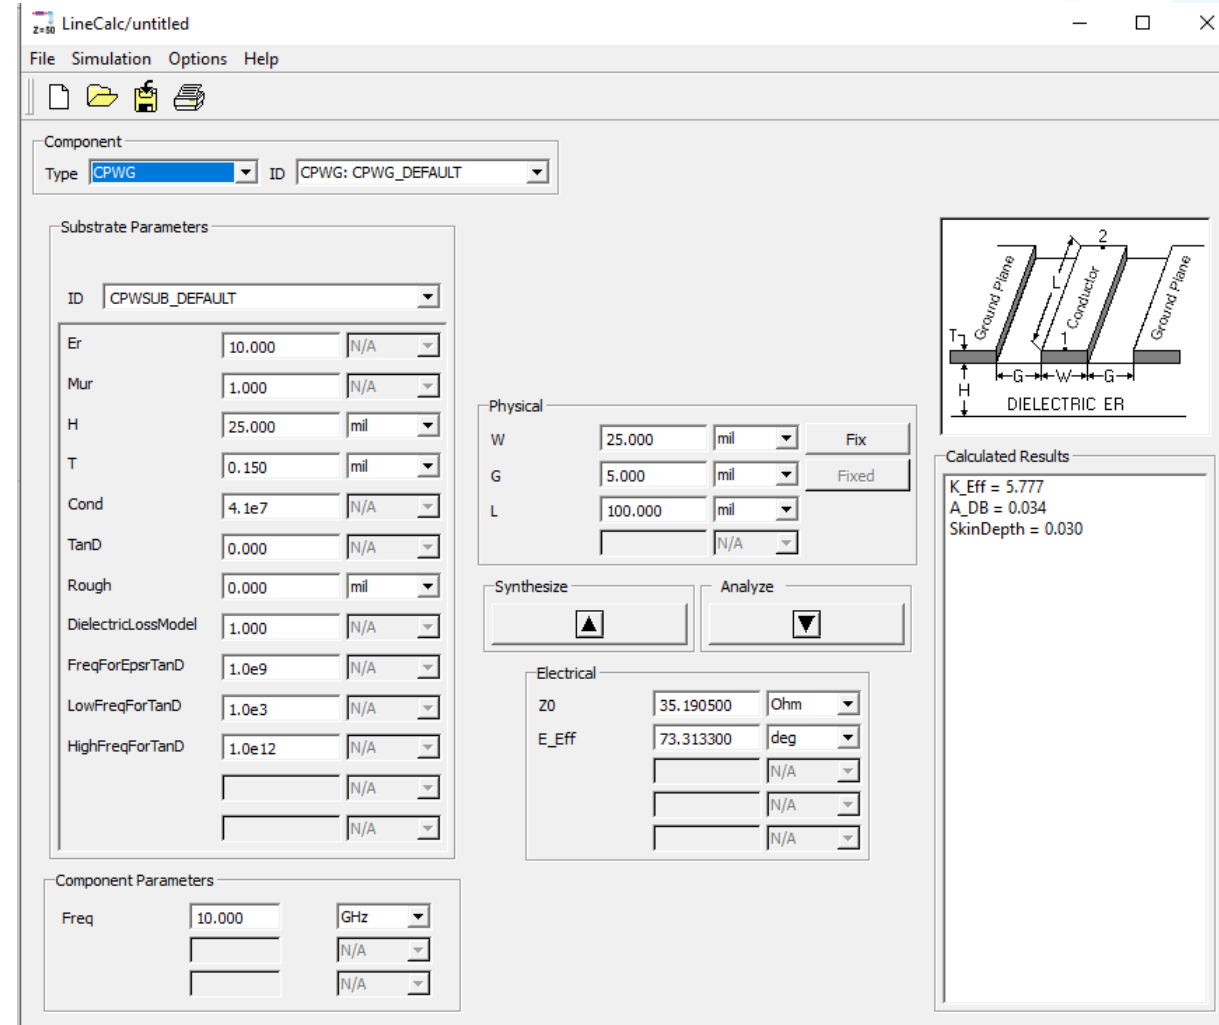 Z=50 LineCalc/untitled
File Simulation Options Help
Component
Type CPWG ID CPWG: CPWG_DEFAULT
Substrate Parameters
ID CPWSUB_DEFAULT
Er 10.000 N/A
Mur 1.000 N/A
H 25.000 mil
T 0.150 mil
Cond 4.1e7 N/A
TanD 0.000 N/A
Rough 0.000 mil
DielectricLossModel 1.000 N/A
FreqForEpsrTanD 1.0e9 N/A
LowFreqForTanD 1.0e3 N/A
HighFreqForTanD 1.0e12 N/A
N/A
N/A
Component Parameters
Freq 10.000 GHz
N/A
N/A
Physical
W 25.000 mil Fix
G 5.000 mil Fixed
L 100.000 mil
N/A
Synthesize Analyze
Electrical
Z0 35.190500 Ohm
E_Eff 73.313300 deg
N/A
N/A
N/A
2
Ground Plane L Conductor Ground Plane
T 1
G W G
H
DIELECTRIC ER
Calculated Results
K_Eff = 5.777
A_DB = 0.034
SkinDepth = 0.030